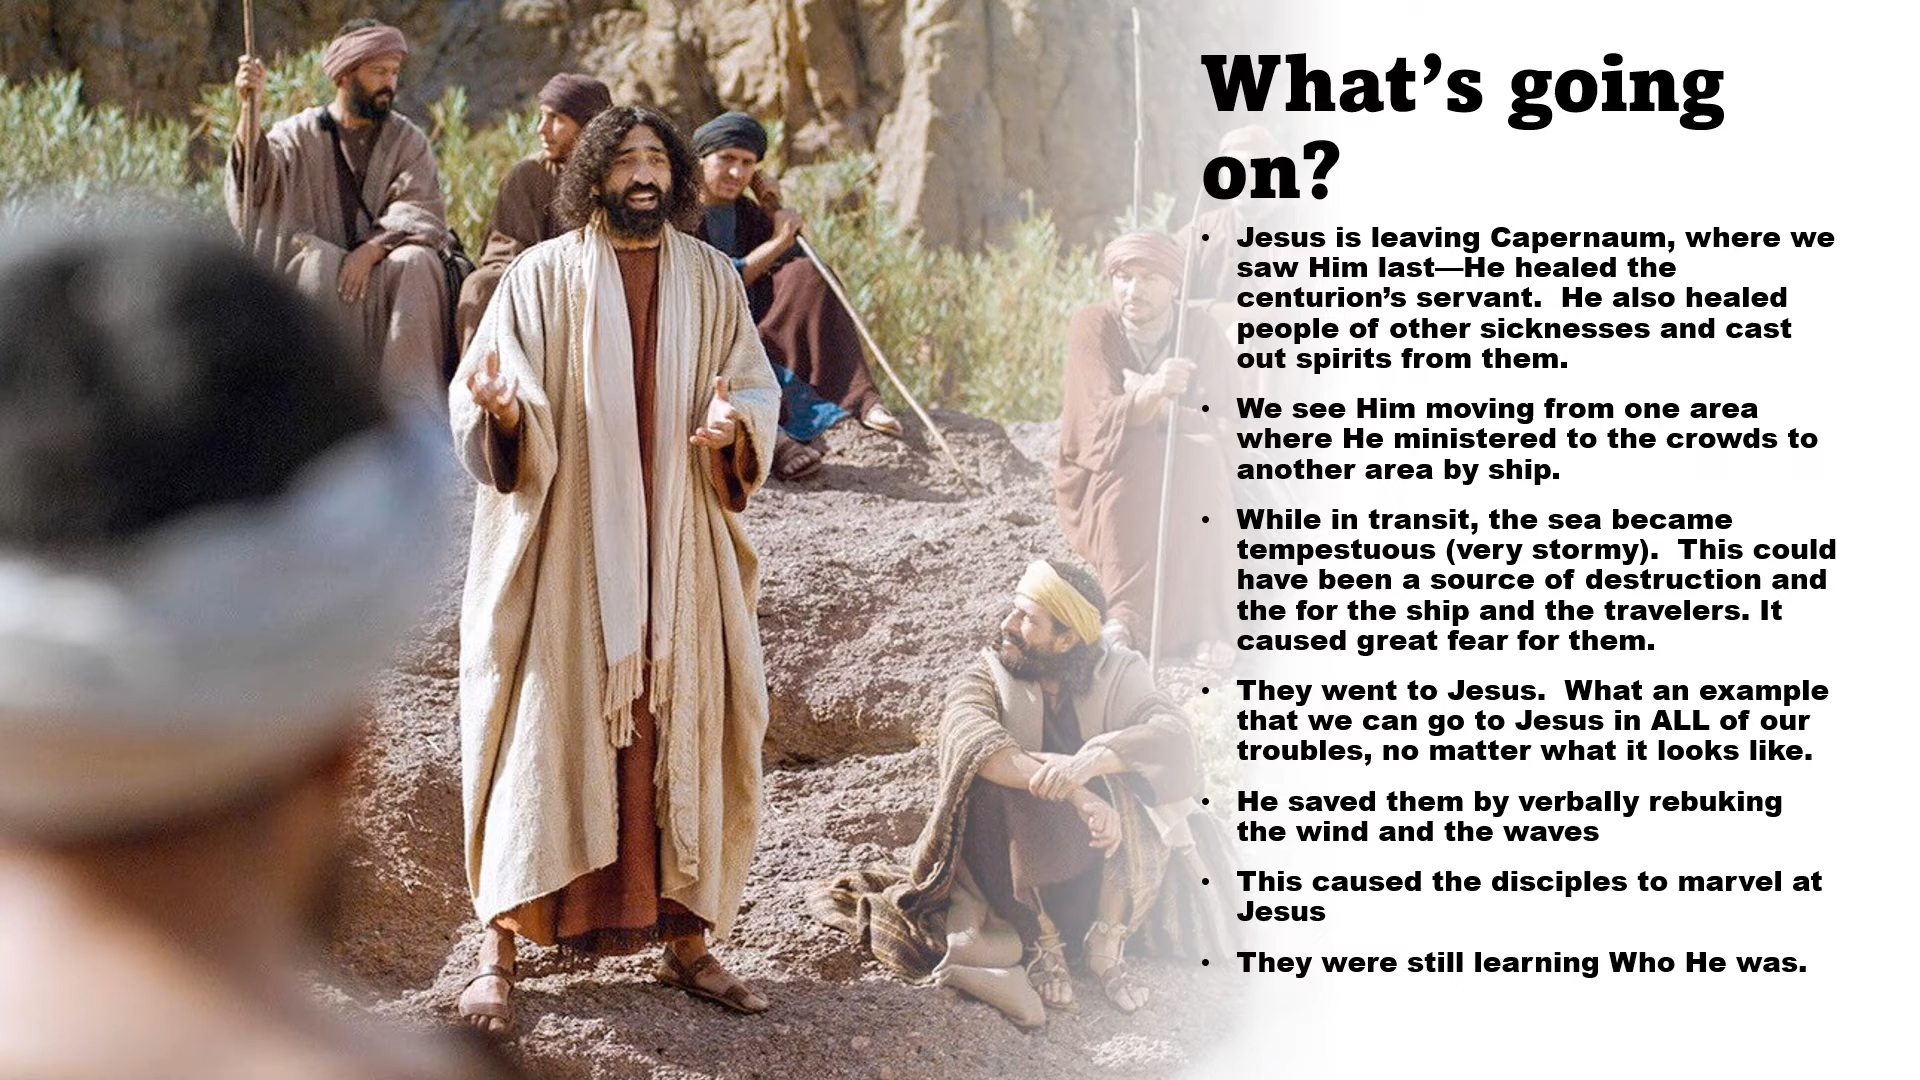 What's going
on?
• Jesus is leaving Capernaum, where we
saw Him last—He healed the
centurion's servant.  He also healed
people of other sicknesses and cast
out spirits from them.
• We see Him moving from one area
where He ministered to the crowds to
another area by ship.
• While in transit, the sea became
tempestuous (very stormy).  This could
have been a source of destruction and
the for the ship and the travelers. It
caused great fear for them.
• They went to Jesus.  What an example
that we can go to Jesus in ALL of our
troubles, no matter what it looks like.
• He saved them by verbally rebuking
the wind and the waves
• This caused the disciples to marvel at
Jesus
• They were still learning Who He was.